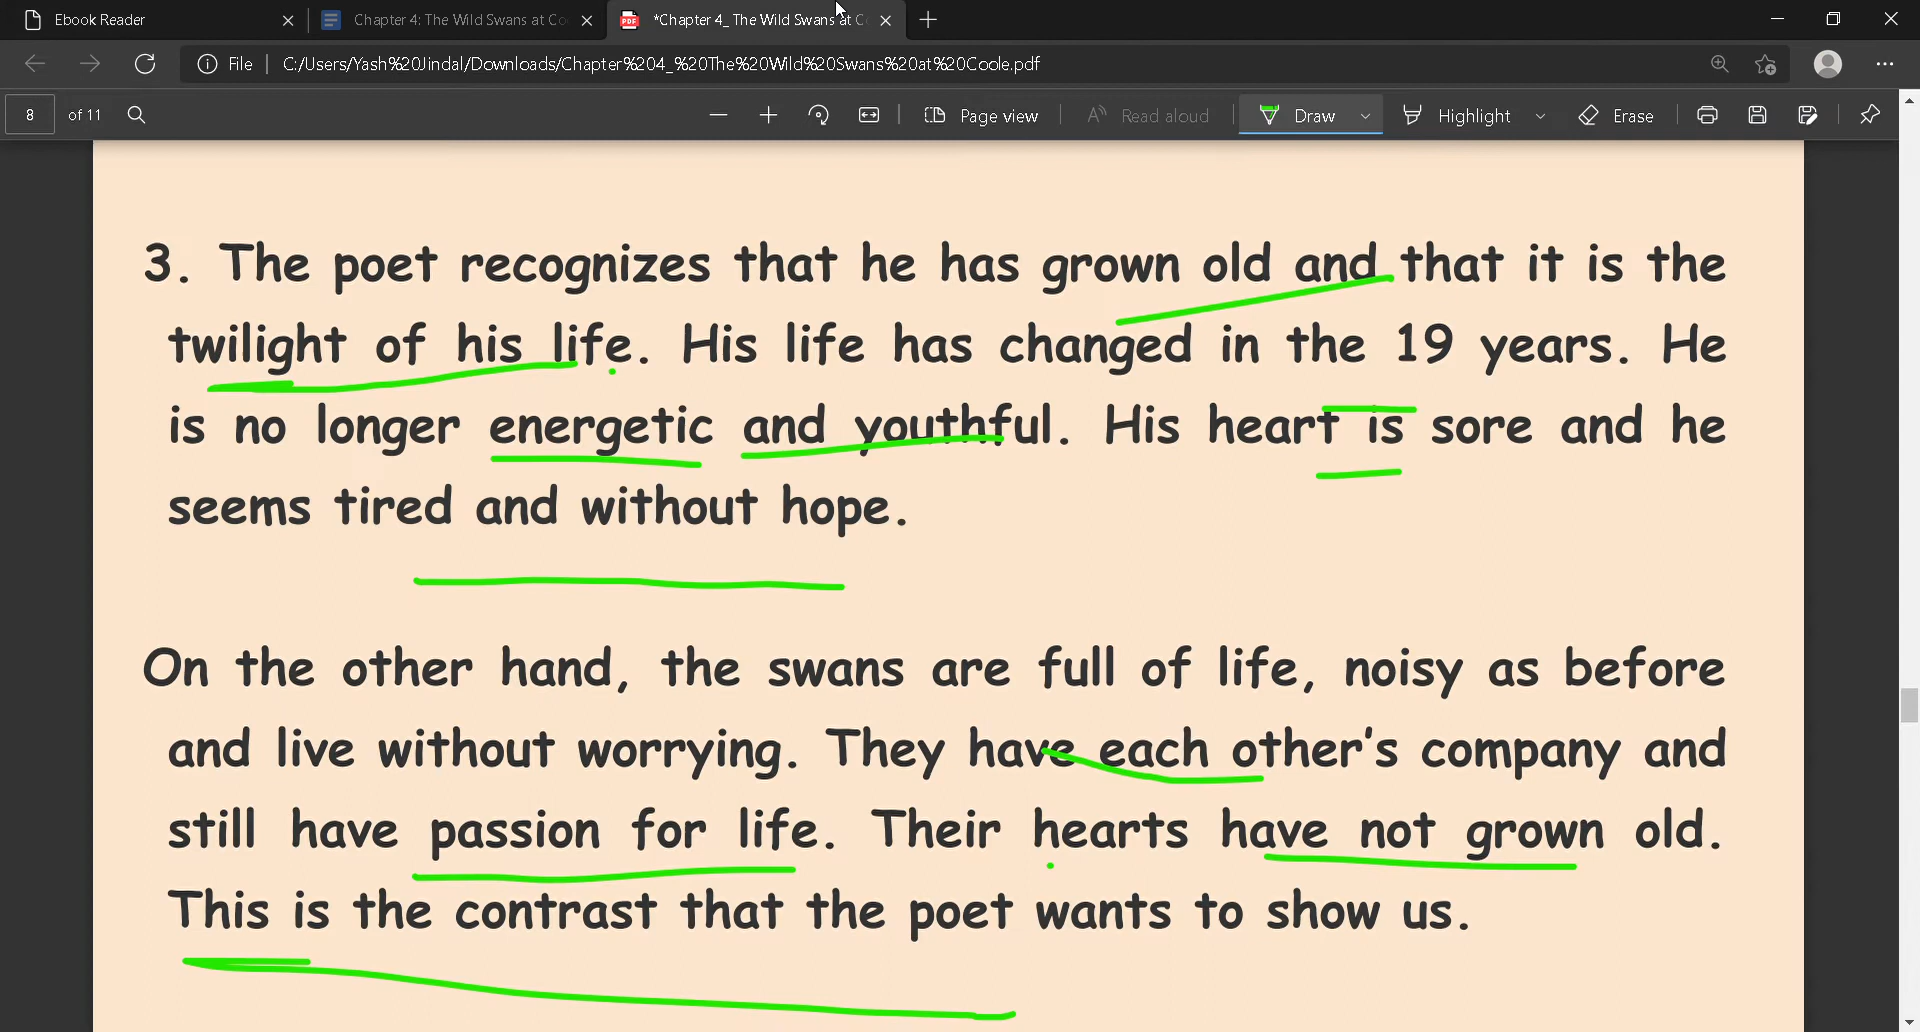 Ebook Reader
Chapter 4: The Wild Swans at Co
*Chapter 4_ The Wild Swans at C
File
C:/Users/Yash%20Jindal/Downloads/Chapter%204_%20The%20Wild%20Swans%20at%20Coole.pdf
8 of 11
Page view
Read aloud
Draw
Highlight
Erase
3. The poet recognizes that he has grown old and that it is the
twilight of his life. His life has changed in the 19 years. He
is no longer energetic and youthful. His heart is sore and he
seems tired and without hope.
On the other hand, the swans are full of life, noisy as before
and live without worrying. They have each other's company and
still have passion for life. Their hearts have not grown old.
This is the contrast that the poet wants to show us.